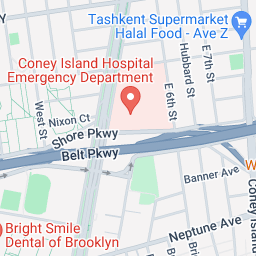 Tashkent Supermarket
Halal Food - Ave Z
Coney Island Hospital
Emergency Department
E 7th St
Hubbard St
E 6th St
West St
Nixon Ct
Shore Pkwy
Belt Pkwy
W
Banner Ave
Coney Island
Bright Smile
Dental of Brooklyn
Neptune Ave